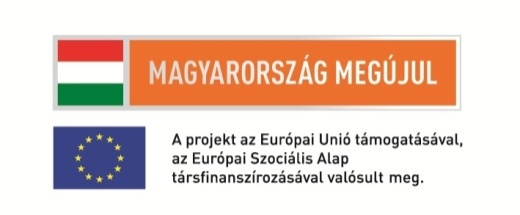 MAGYARORSZÁG MEGÚJUL
A projekt az Európai Unió támogatásával,
az Európai Szociális Alap
társfinanszírozásával valósult meg.